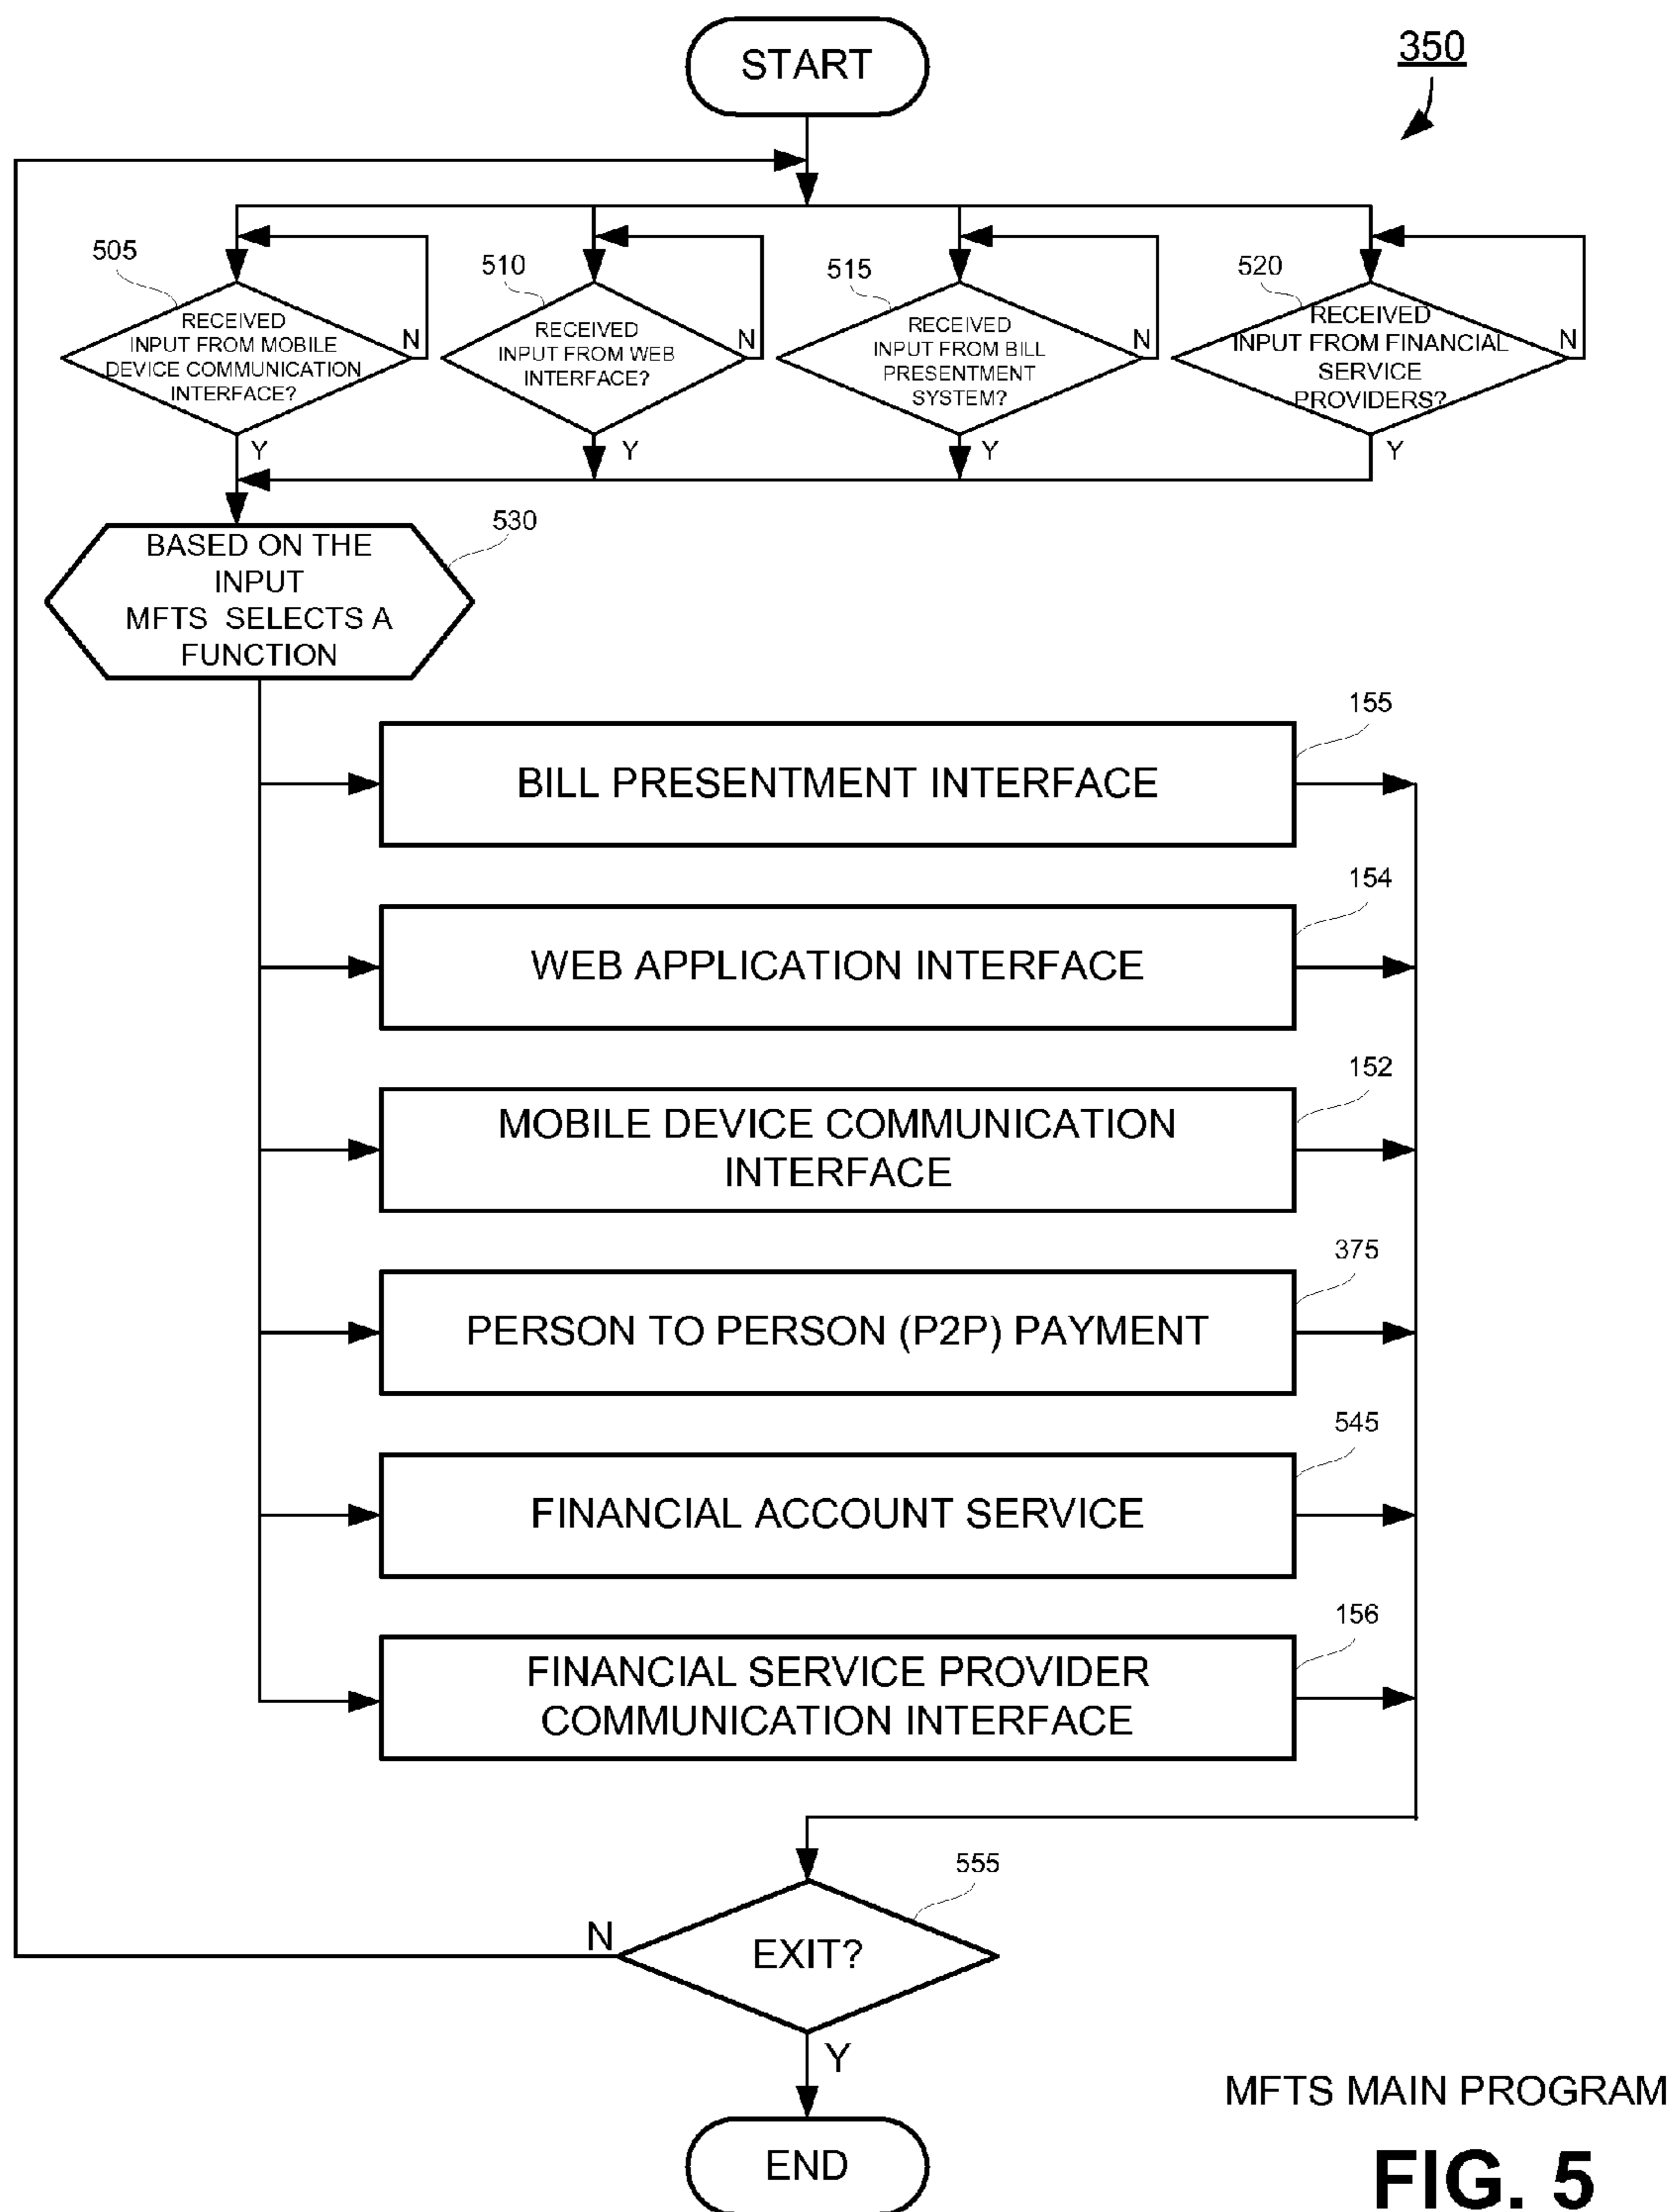 START
350
505
RECEIVED
INPUT FROM MOBILE
DEVICE COMMUNICATION
INTERFACE?
N
Y
510
RECEIVED
INPUT FROM WEB
INTERFACE?
N
Y
515
RECEIVED
INPUT FROM BILL
PRESENTMENT
SYSTEM?
N
Y
520
RECEIVED
INPUT FROM FINANCIAL
SERVICE
PROVIDERS?
N
Y
530
BASED ON THE
INPUT
MFTS SELECTS A
FUNCTION
155
BILL PRESENTMENT INTERFACE
154
WEB APPLICATION INTERFACE
152
MOBILE DEVICE COMMUNICATION
INTERFACE
375
PERSON TO PERSON (P2P) PAYMENT
545
FINANCIAL ACCOUNT SERVICE
156
FINANCIAL SERVICE PROVIDER
COMMUNICATION INTERFACE
555
N
EXIT?
Y
END
MFTS MAIN PROGRAM
FIG. 5